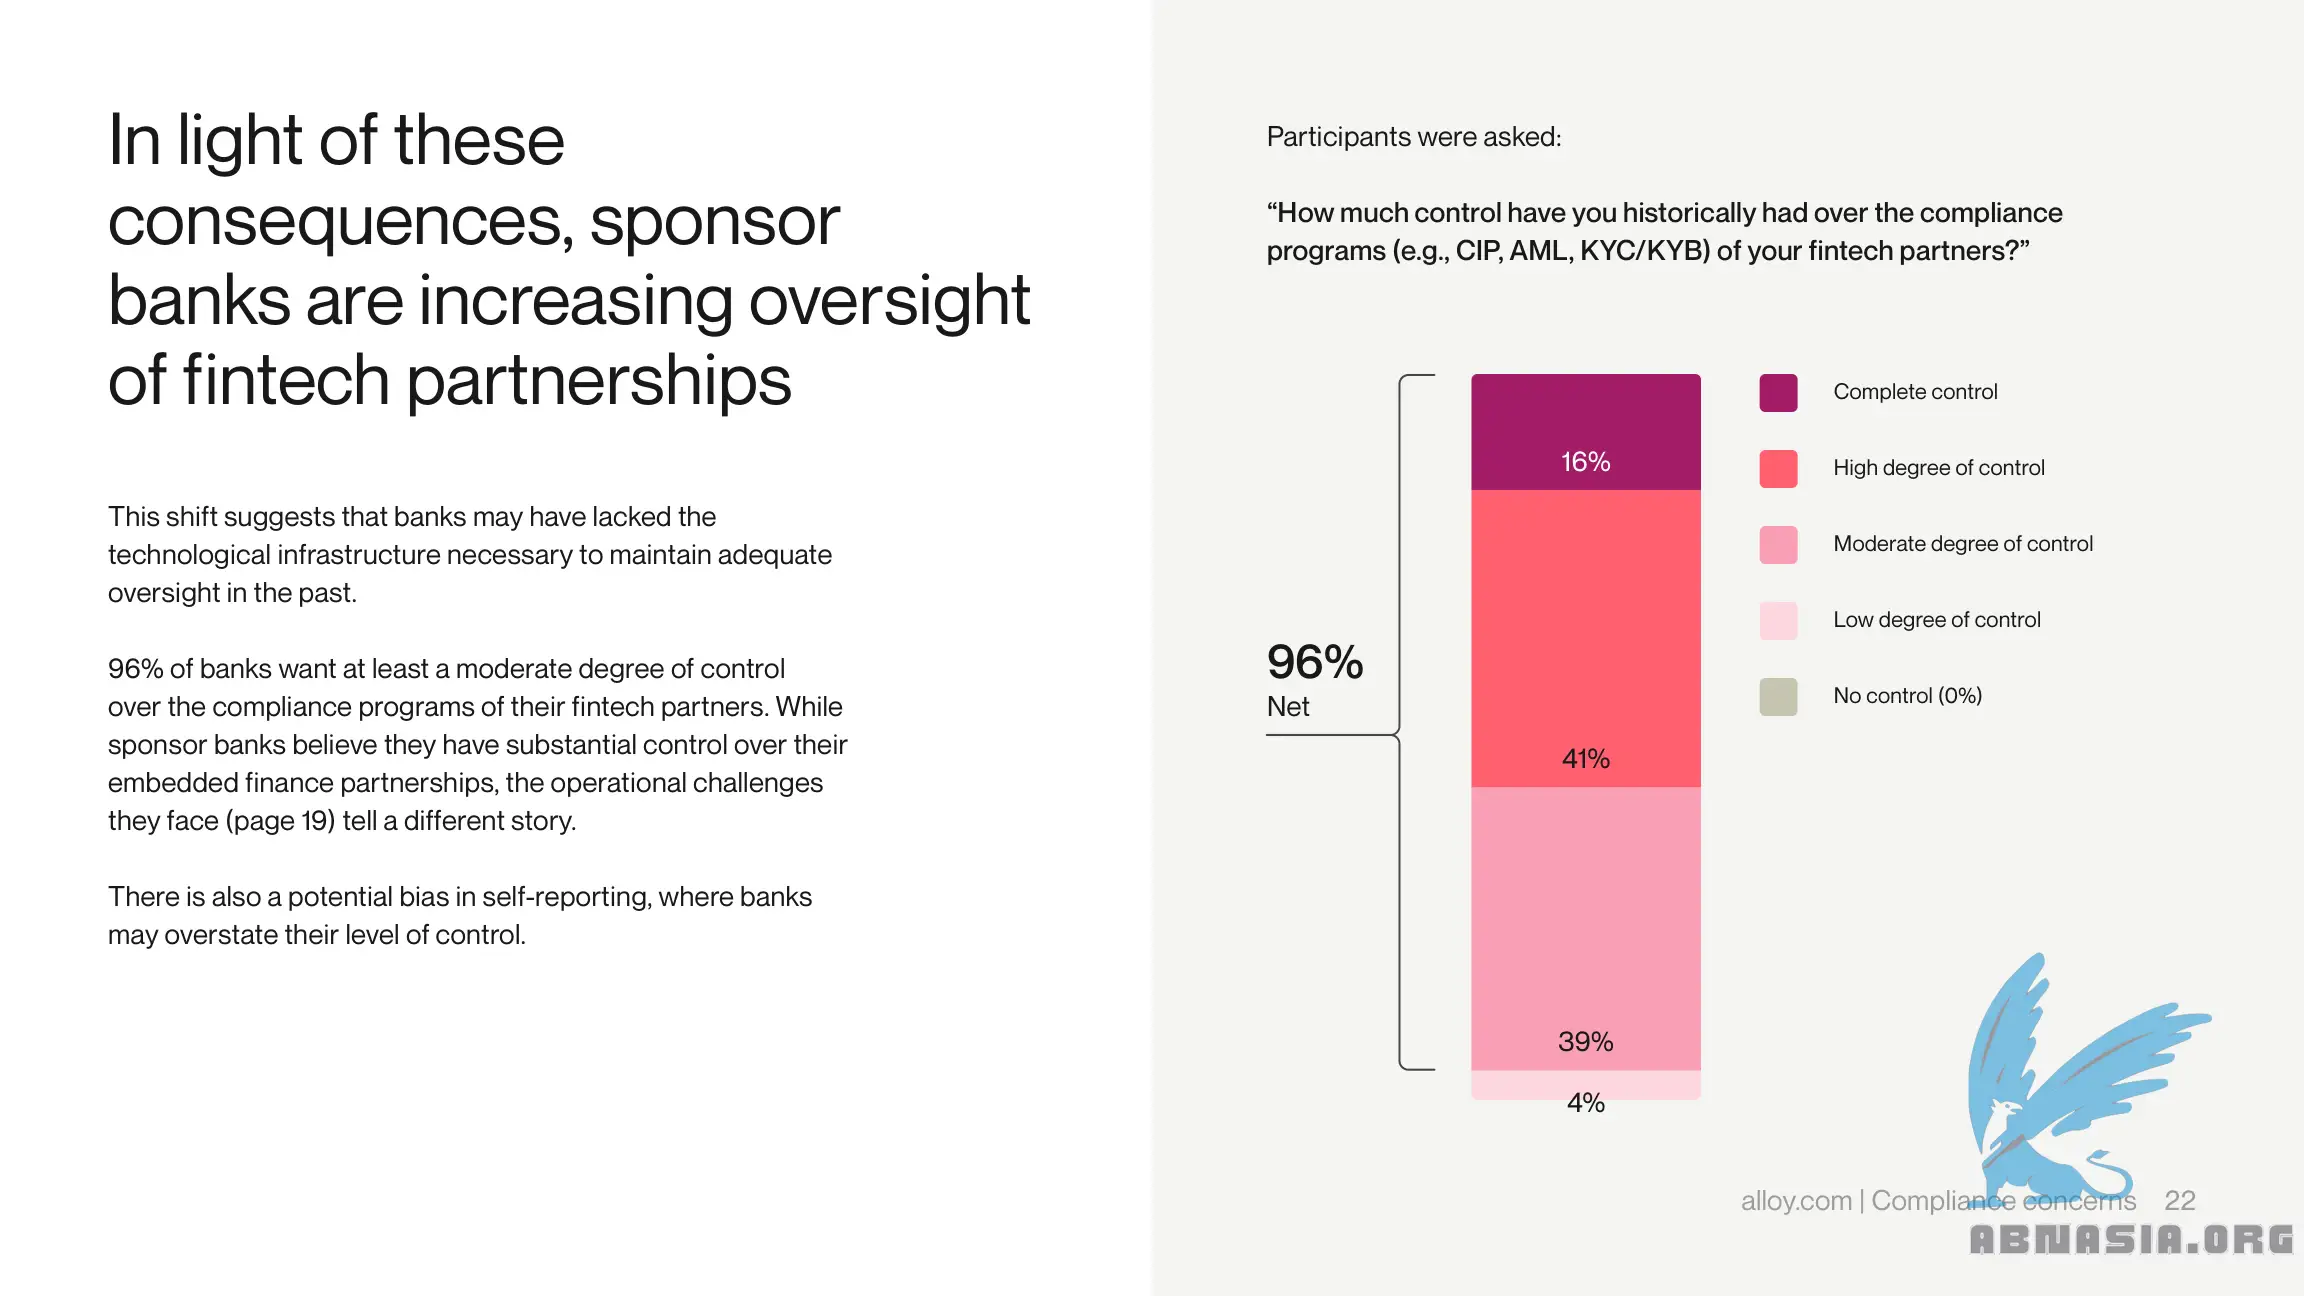 In light of these
consequences, sponsor
banks are increasing oversight
of fintech partnerships
This shift suggests that banks may have lacked the
technological infrastructure necessary to maintain adequate
oversight in the past.
96% of banks want at least a moderate degree of control
over the compliance programs of their fintech partners. While
sponsor banks believe they have substantial control over their
embedded finance partnerships, the operational challenges
they face (page 19) tell a different story.
There is also a potential bias in self-reporting, where banks
may overstate their level of control.
Participants were asked:
“How much control have you historically had over the compliance
programs (e.g., CIP, AML, KYC/KYB) of your fintech partners?”
96%
Net
16%
41%
39%
4%
Complete control
High degree of control
Moderate degree of control
Low degree of control
No control (0%)
alloy.com | Compliance concerns 22
ABNASIA.ORG